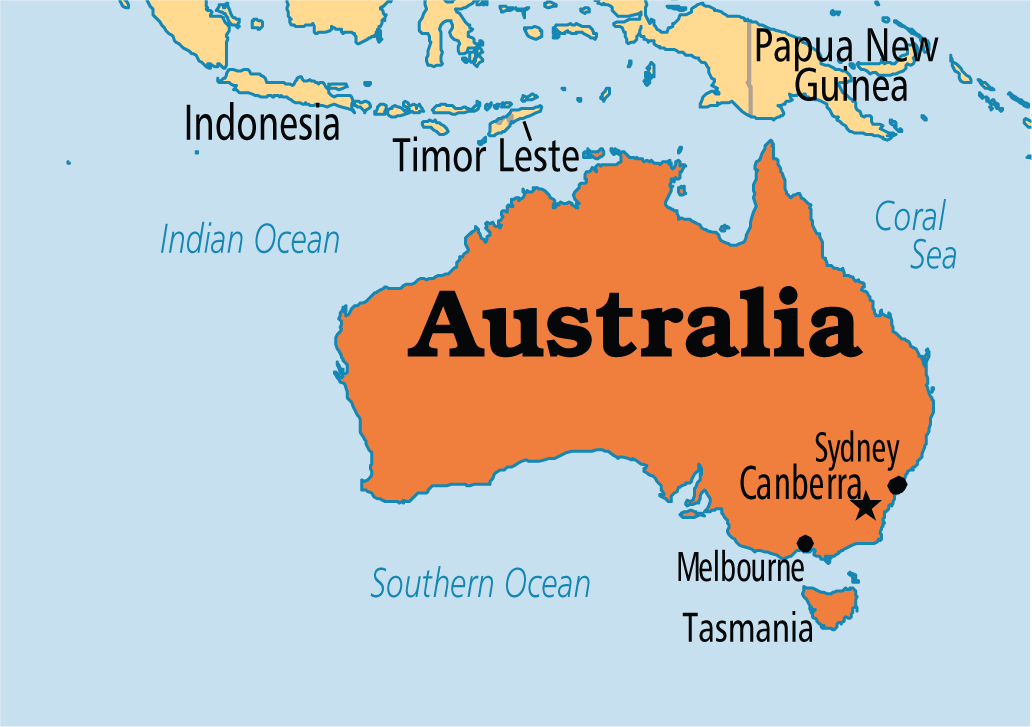 Papua New
Guinea
Indonesia
Timor Leste
Coral
Sea
Indian Ocean
Australia
Sydney
Canberra
Melbourne
Southern Ocean
Tasmania